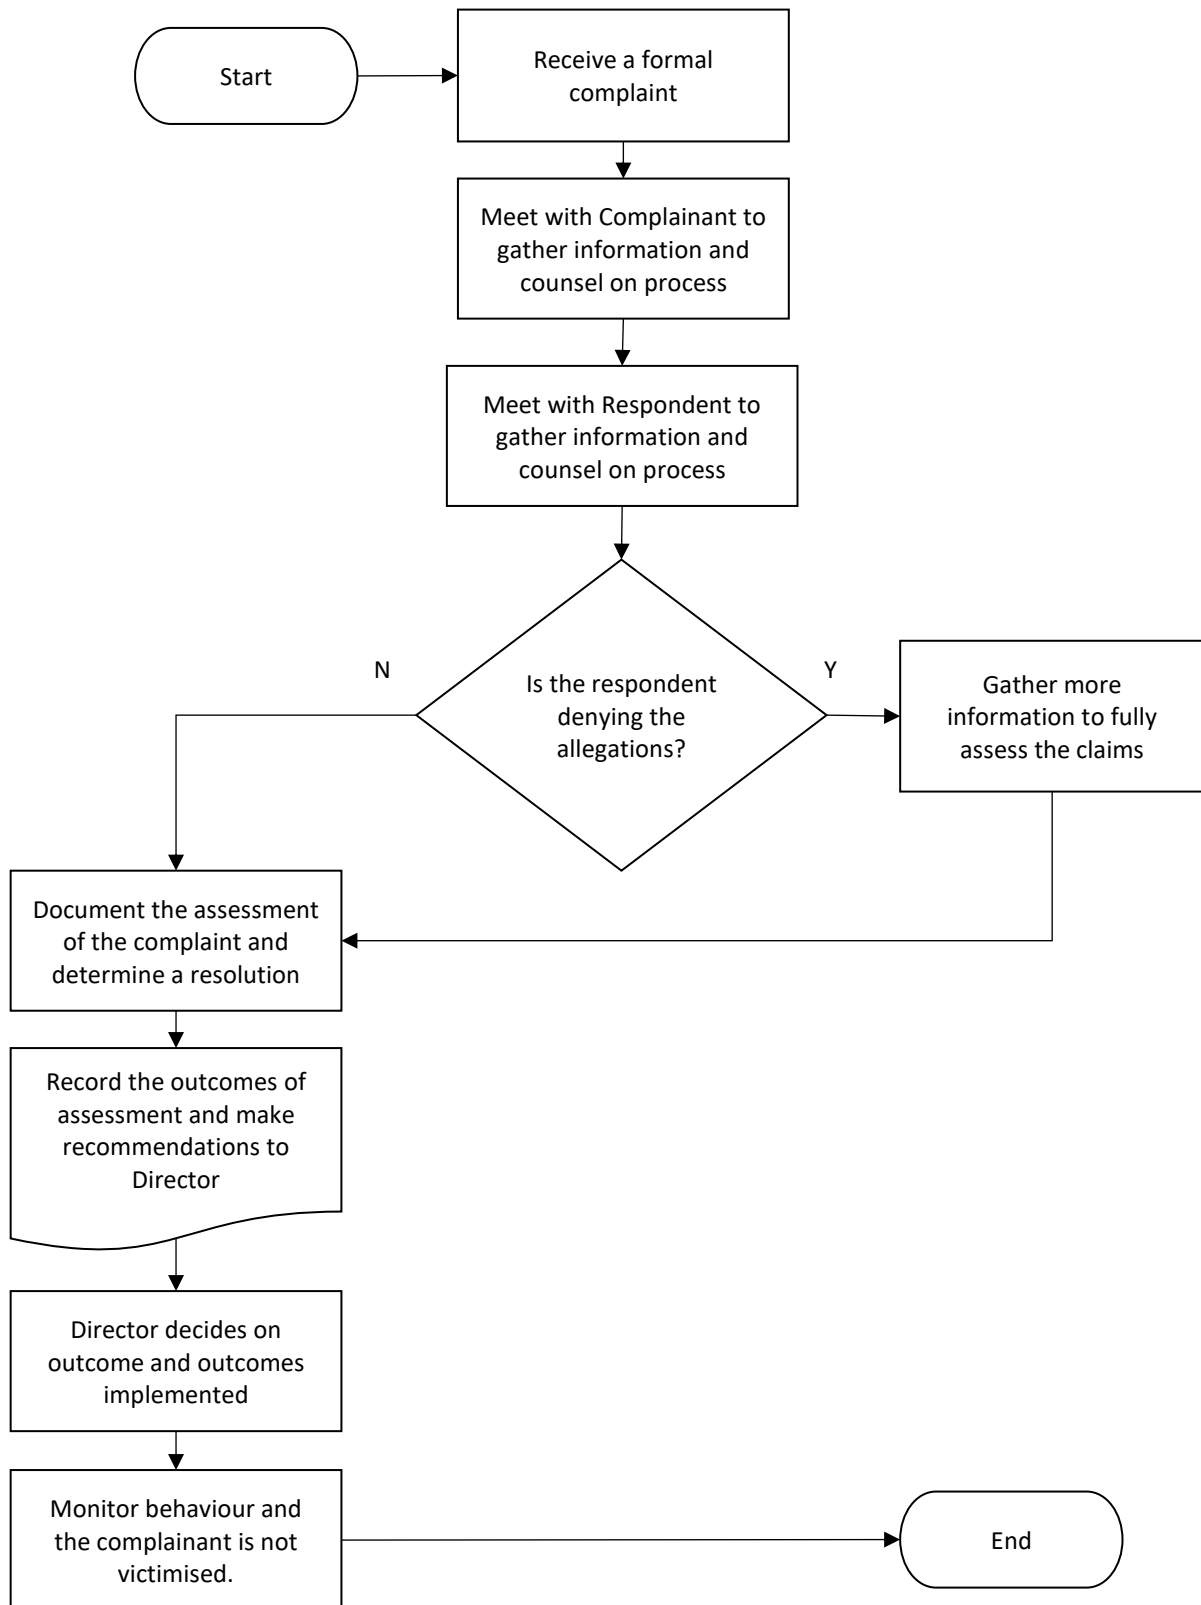 Start
Receive a formal
complaint
Meet with Complainant to
gather information and
counsel on process
Meet with Respondent to
gather information and
counsel on process
N
Is the respondent
denying the
allegations?
Y
Gather more
information to fully
assess the claims
Document the assessment
of the complaint and
determine a resolution
Record the outcomes of
assessment and make
recommendations to
Director
Director decides on
outcome and outcomes
implemented
Monitor behaviour and
the complainant is not
victimised.
End